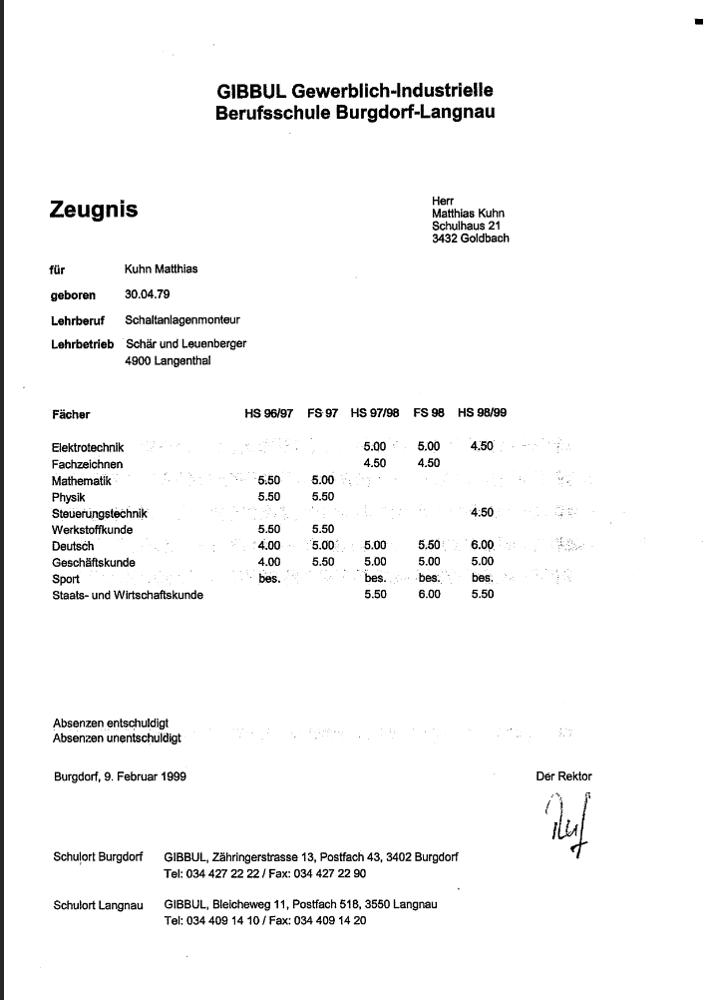 GIBBUL Gewerblich-Industrielle
Berufsschule Burgdorf-Langnau
Zeugnis
Herr
Matthias Kuhn
Schulhaus 21
3432 Goldbach
für Kuhn Matthias
geboren 30.04.79
Lehrberuf Schaltanlagenmonteur
Lehrbetrieb Schär und Leuenberger
4900 Langenthal
Fächer HS 96/97 FS 97 HS 97/98 FS 98 HS 98/99
Elektrotechnik 5.00 5.00 4.50
Fachzeichnen 4.50 4.50
Mathematik 5.50 5.00
Physik 5.50 5.50
Steuerungstechnik 4.50
Werkstoffkunde 5.50 5.50
Deutsch 4.00 5.00 5.00 5.50 6.00
Geschäftskunde 4.00 5.50 5.00 5.00 5.00
Sport bes. bes. bes. bes.
Staats- und Wirtschaftskunde 5.50 6.00 5.50
Absenzen entschuldigt
Absenzen unentschuldigt
Burgdorf, 9. Februar 1999 Der Rektor
Schulort Burgdorf GIBBUL, Zähringerstrasse 13, Postfach 43, 3402 Burgdorf
Tel: 034 427 22 22 / Fax: 034 427 22 90
Schulort Langnau GIBBUL, Bleicheweg 11, Postfach 518, 3550 Langnau
Tel: 034 409 14 10 / Fax: 034 409 14 20